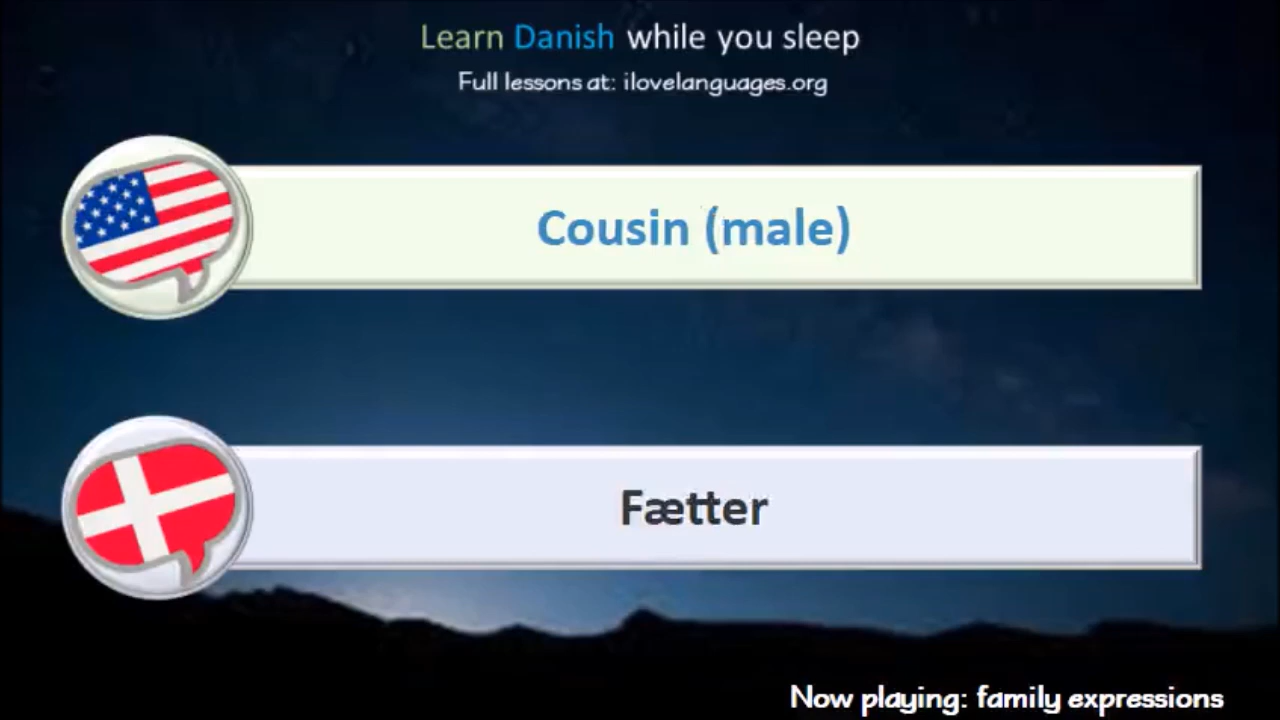 Learn Danish while you sleep
Full lessons at: ilovelanguages.org
Cousin (male)
Fætter
Now playing: family expressions